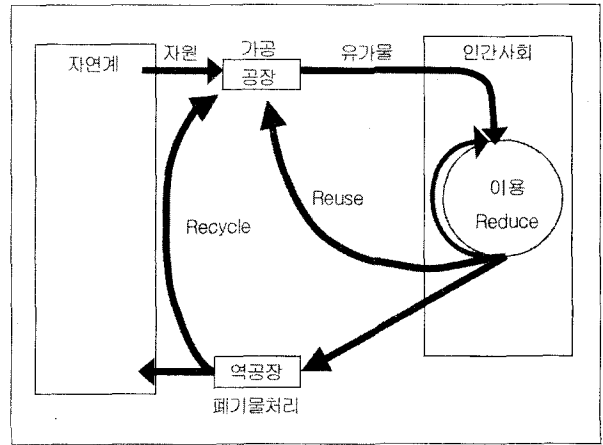 자연계
자원
가공
공장
유가물
인간사회
이용
Reduce
Reuse
Recycle
역공장
폐기물처리